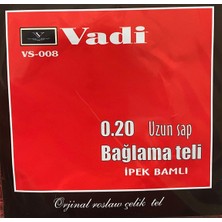 Vadi
VS-008
0.20 Uzun sap
Bağlama teli
İPEK BAMLI
Orjinal roslaw çelik tel